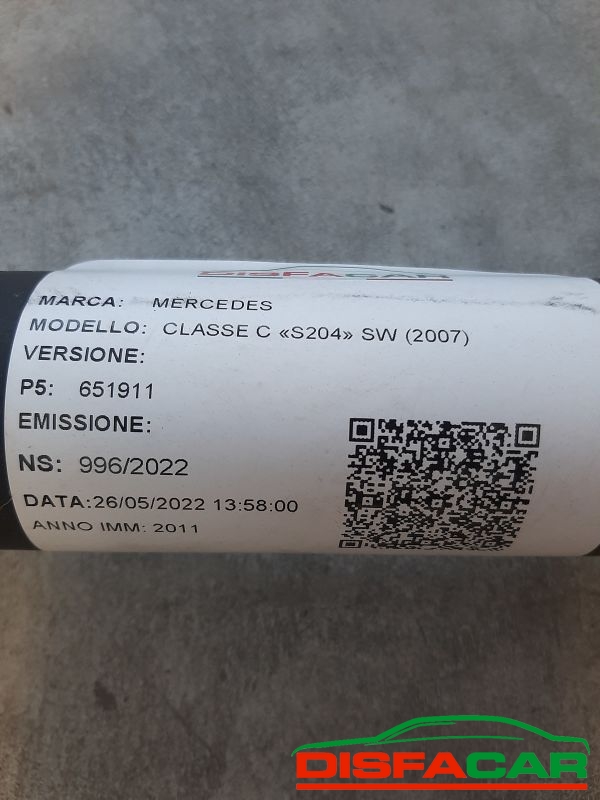 DISFACAR
MARCA: MERCEDES
MODELLO: CLASSE C «S204» SW (2007)
VERSIONE:
P5: 651911
EMISSIONE:
NS: 996/2022
DATA:26/05/2022 13:58:00
ANNO IMM: 2011
DISFACAR